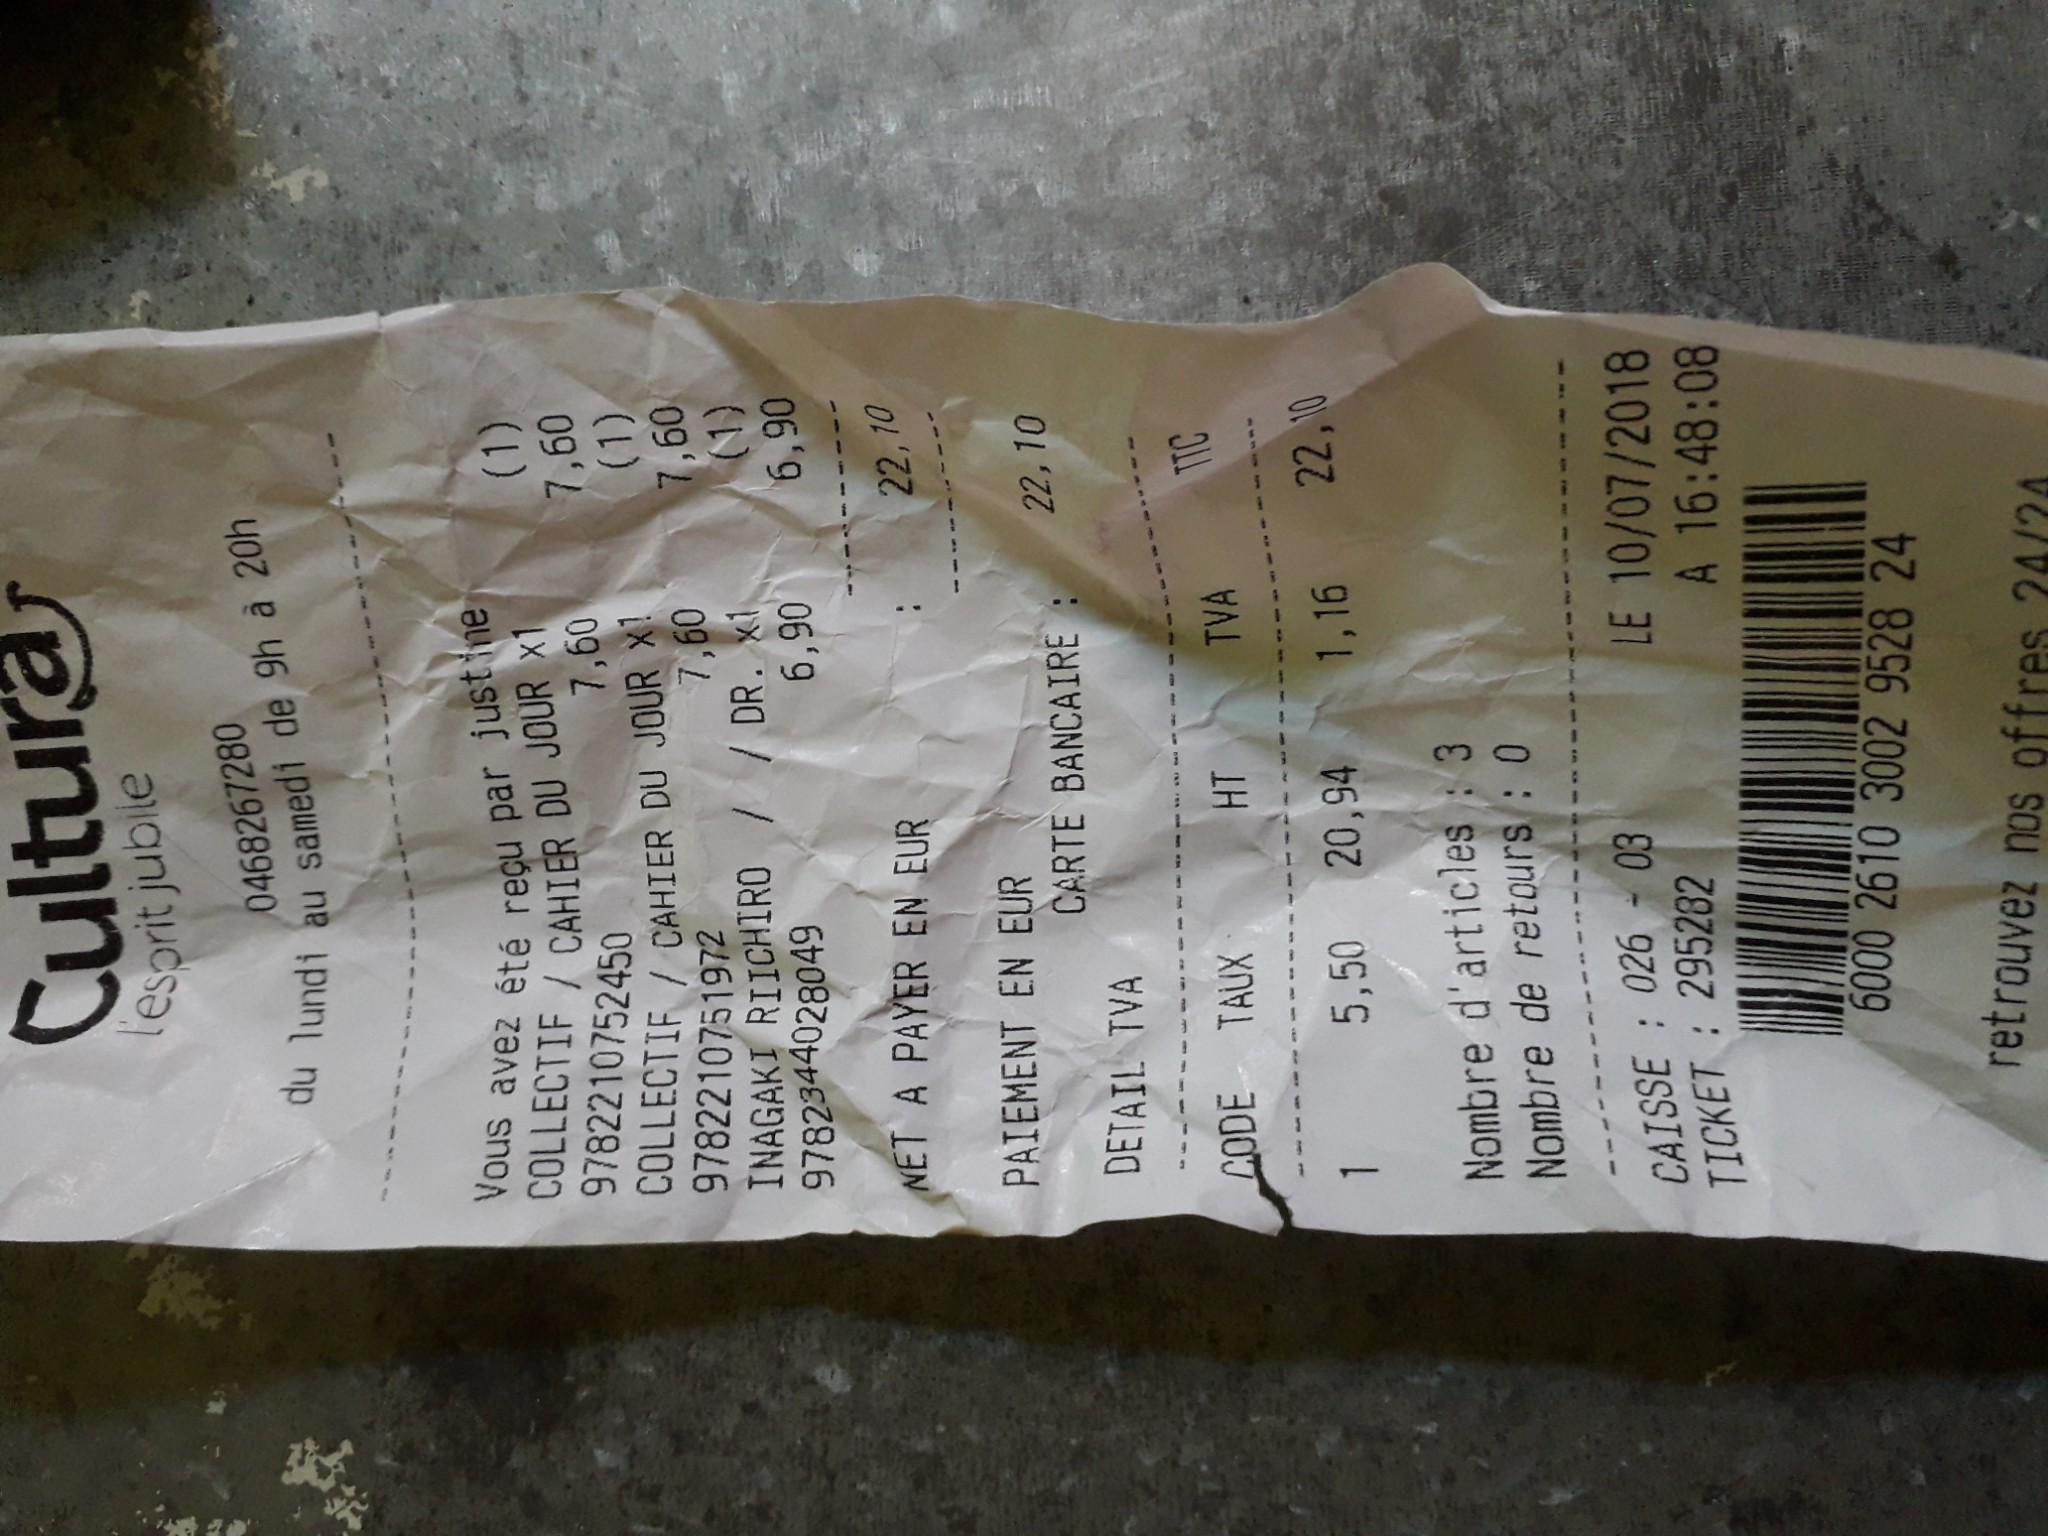 Cultura
l'esprit jubile
0468267280
du lundi au samedi de 9h à 20h
Vous avez été reçu par justine
COLLECTIF / CAHIER DU JOUR x1 (1)
9782210752450 7,60 7,60
COLLECTIF / CAHIER DU JOUR x1 (1)
9782210751972 7,60 7,60
INAGAKI RIICHIRO / / DR. x1 (1)
9782344028049 6,90 6,90
NET A PAYER EN EUR : 22,10
PAIEMENT EN EUR
CARTE BANCAIRE : 22,10
DETAIL TVA
CODE TAUX HT TVA TTC
1 5,50 20,94 1,16 22,10
Nombre d'articles : 3
Nombre de retours : 0
CAISSE : 026 - 03 LE 10/07/2018
TICKET : 295282 A 16:48:08
6000 2610 3002 9528 24
retrouvez nos offres 24/24